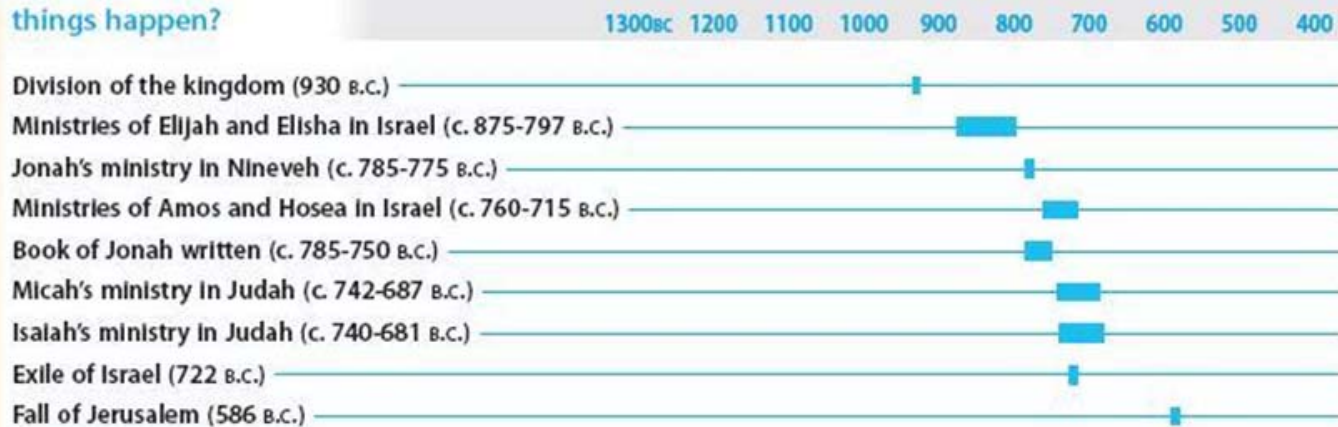 things happen? 1300BC 1200 1100 1000 900 800 700 600 500 400
Division of the kingdom (930 B.C.)
Ministries of Elijah and Elisha in Israel (c. 875-797 B.C.)
Jonah's ministry in Nineveh (c. 785-775 B.C.)
Ministries of Amos and Hosea in Israel (c. 760-715 B.C.)
Book of Jonah written (c. 785-750 B.C.)
Micah's ministry in Judah (c. 742-687 B.C.)
Isaiah's ministry in Judah (c. 740-681 B.C.)
Exile of Israel (722 B.C.)
Fall of Jerusalem (586 B.C.)